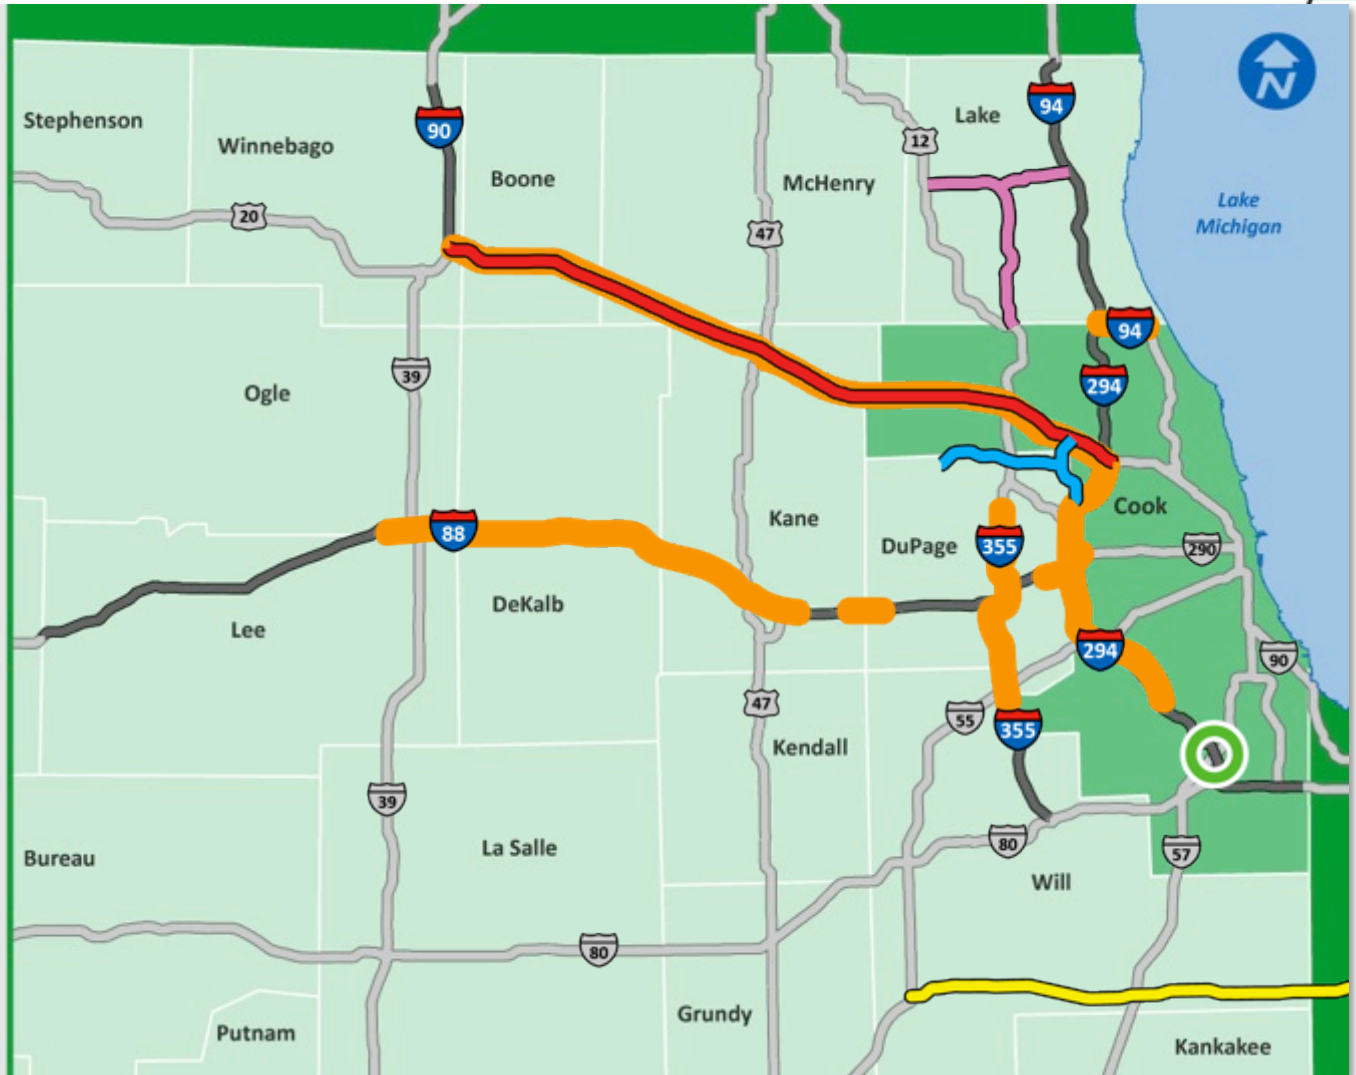 94
90
Lake
Stephenson
12
Winnebago
Boone
McHenry
Lake
Michigan
20
47
94
39
294
Ogle
Cook
Kane
88
355
DuPage
290
DeKalb
Lee
294
90
47
55
355
Kendall
39
La Salle
80
57
Bureau
Will
80
Grundy
Putnam
Kankakee
N